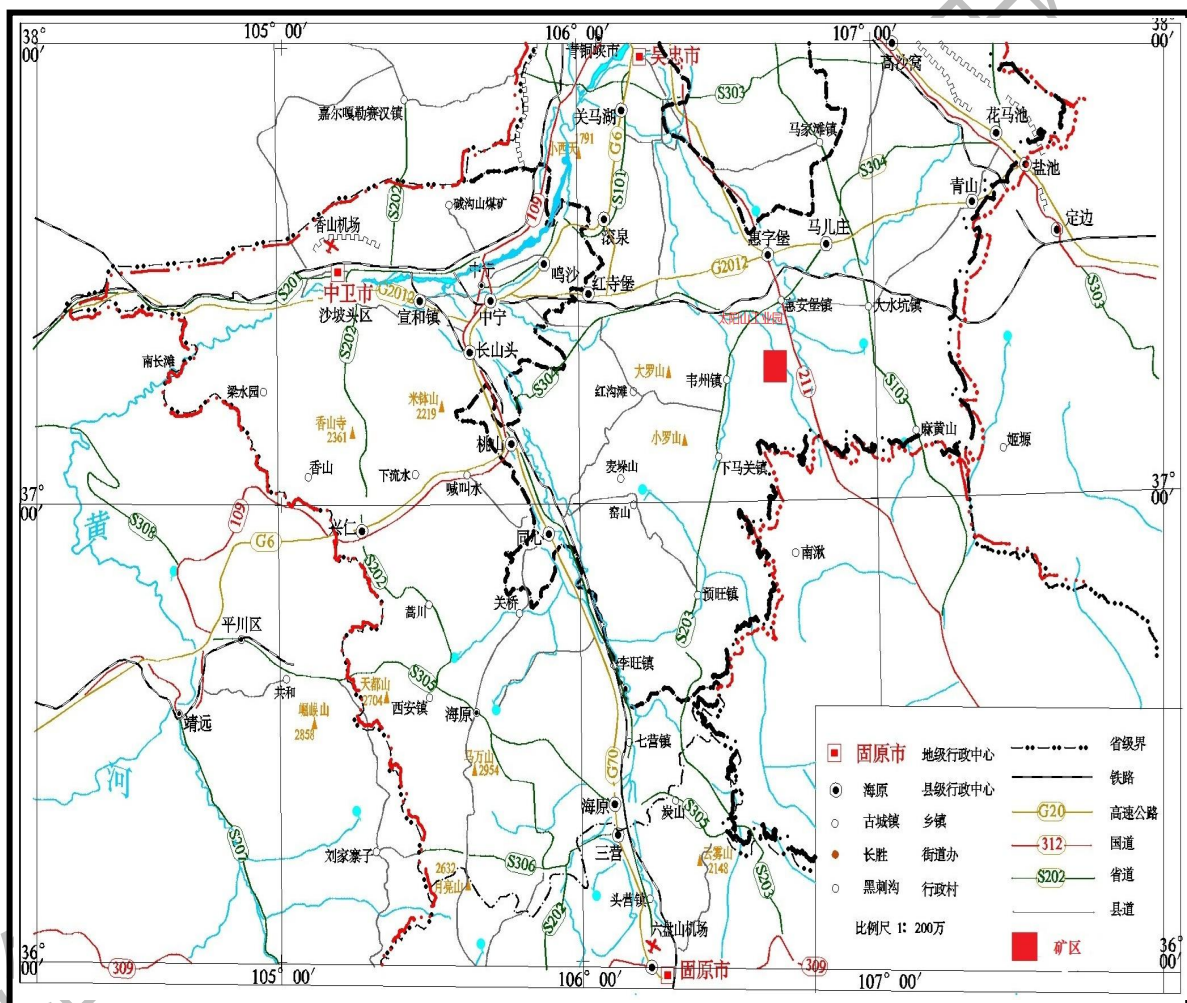 105° 00′
106° 00′
107° 00′
38° 00′
38° 00′
青铜峡市
吴忠市
高沙窝
嘉尔嘎勒赛汉镇
关马湖
S303
花马池
小西天
1791
G6
马家滩镇
S304
盐池
S202
碱沟山煤矿
109
S101
青山
香山机场
滚泉
惠字堡
马儿庄
定边
鸣沙
G2012
S201
中卫市
G2012
红寺堡
S303
沙坡头区
宣和镇
中宁
惠安堡镇
大水坑镇
太阳山工业园
S202
长山头
南长滩
S304
大罗山
韦州镇
211
S103
梁水园
米钵山
2219
红沟滩
香山寺
2361
桃山
小罗山
麻黄山
姬塬
香山
下流水
喊叫水
麦垛山
下马关镇
37° 00′
37° 00′
109
窑山
黄
S308
兴仁
G6
同心
南湫
S202
蒿川
关桥
预旺镇
S203
平川区
李旺镇
共和
天都山
2704
S305
西安镇
海原
靖远
崛㠇山
2858
七营镇
马万山
2954
G70
河
海原
炭山
S305
三营
S207
刘家寨子
S306
云雾山
2148
2632
月亮山
头营镇
S203
S202
六盘山机场
36° 00′
36° 00′
309
固原市
309
105° 00′
106° 00′
107° 00′
固原市 地级行政中心
海原 县级行政中心
古城镇 乡镇
长胜 街道办
黑刺沟 行政村
比例尺 1: 200万
省级界
铁路
G20 高速公路
312 国道
S202 省道
县道
矿区